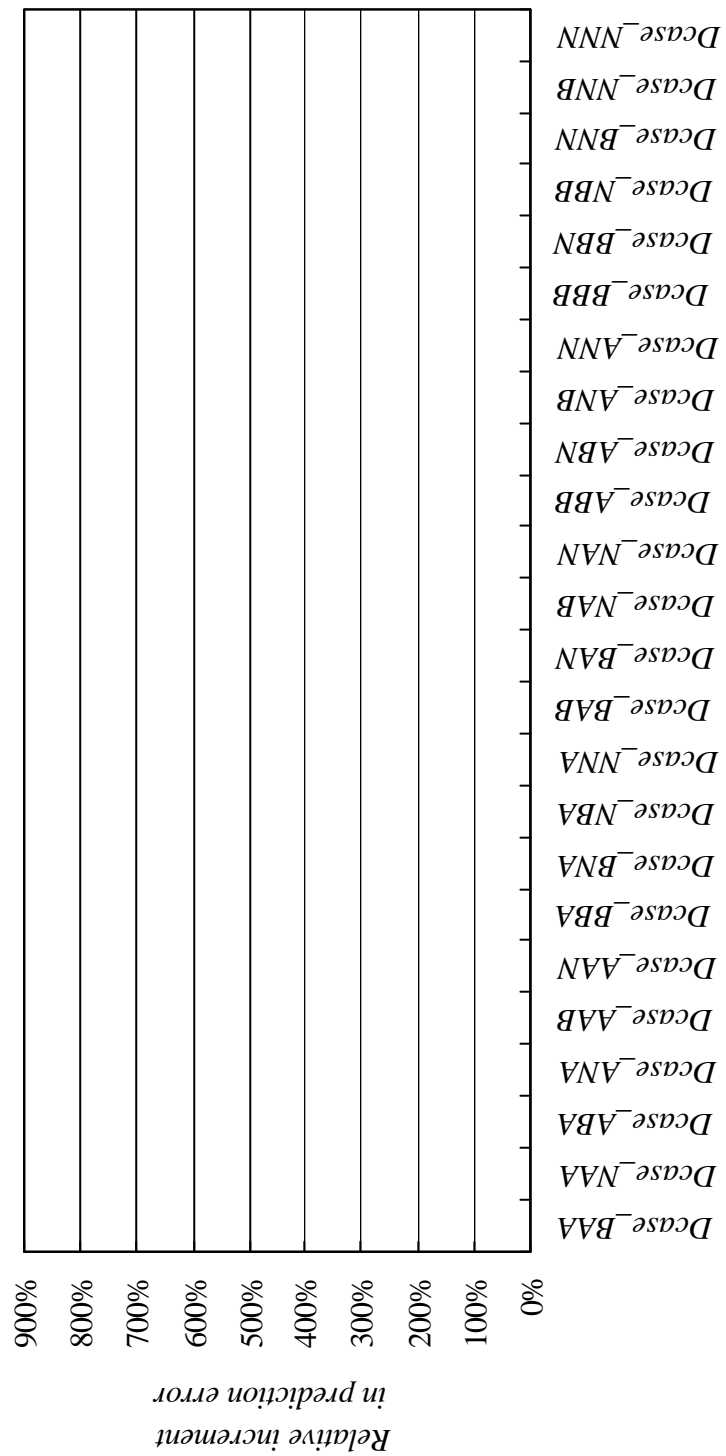 Relative increment
in prediction error
900%
800%
700%
600%
500%
400%
300%
200%
100%
0%
Dcase_BAA
Dcase_NAA
Dcase_ABA
Dcase_ANA
Dcase_AAB
Dcase_AAN
Dcase_BBA
Dcase_BNA
Dcase_NBA
Dcase_NNA
Dcase_BAB
Dcase_BAN
Dcase_NAB
Dcase_NAN
Dcase_ABB
Dcase_ABN
Dcase_ANB
Dcase_ANN
Dcase_BBB
Dcase_BBN
Dcase_NBB
Dcase_BNN
Dcase_NNB
Dcase_NNN